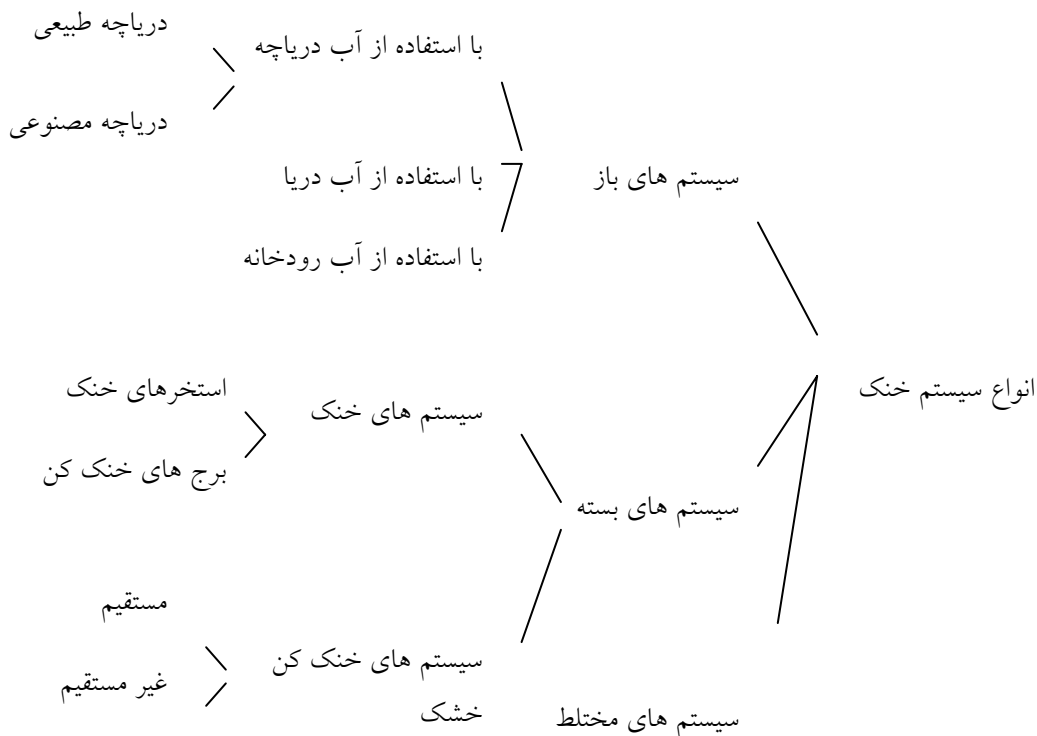 انواع سیستم خنک
سیستم های باز
با استفاده از آب دریاچه
دریاچه طبیعی
دریاچه مصنوعی
با استفاده از آب دریا
با استفاده از آب رودخانه
سیستم های بسته
سیستم های خنک
استخرهای خنک
برج های خنک کن
سیستم های خنک کن
خشک
مستقیم
غیر مستقیم
سیستم های مختلط